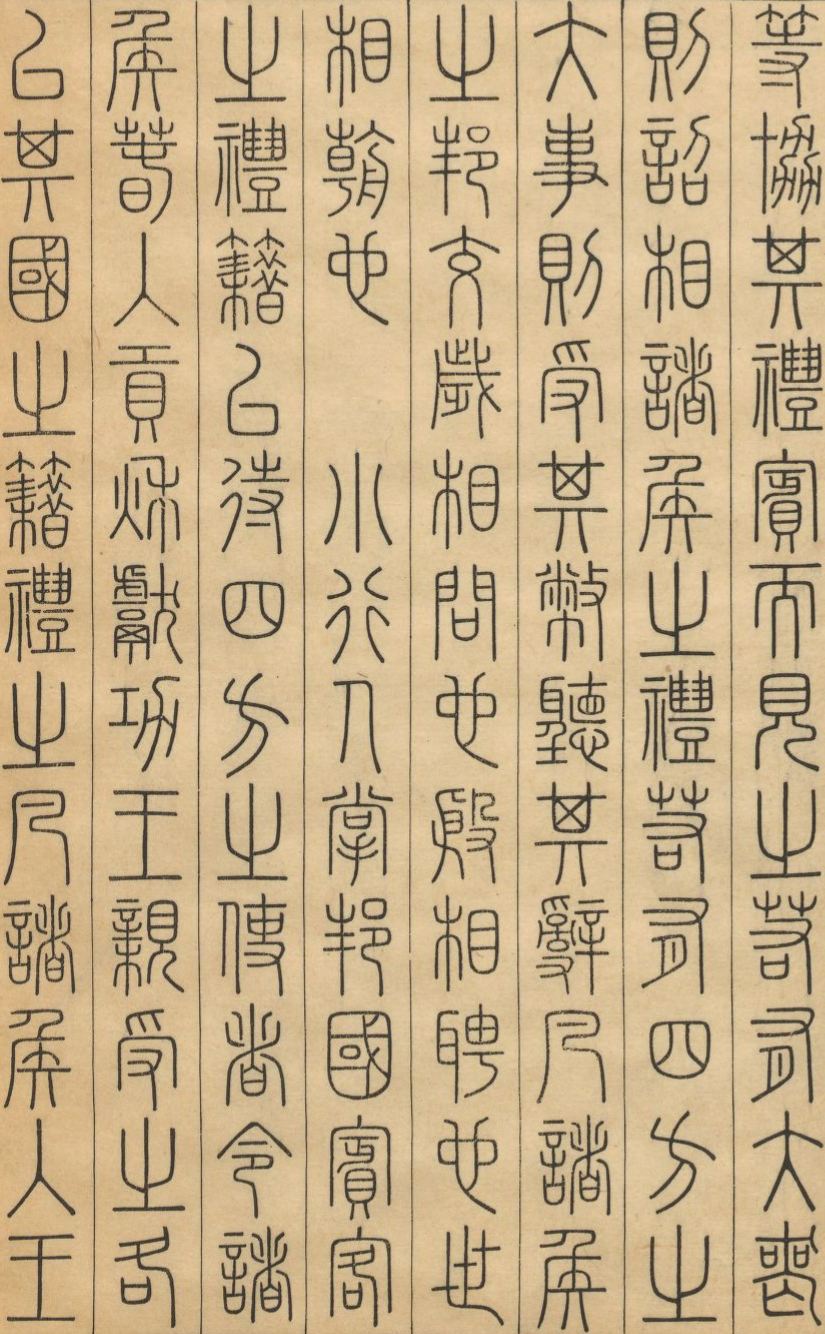 等協其禮賓而見之若有大喪
則詔相諸侯之禮若有四方之
大事則受其幣聽其辭凡諸侯
之邦交歲相問也殷相聘也世
相朝也　小行人掌邦國賓客
之禮籍以待四方之使者令諸
侯春入貢秋獻功王親受之各
以其國之籍禮之凡諸侯入王